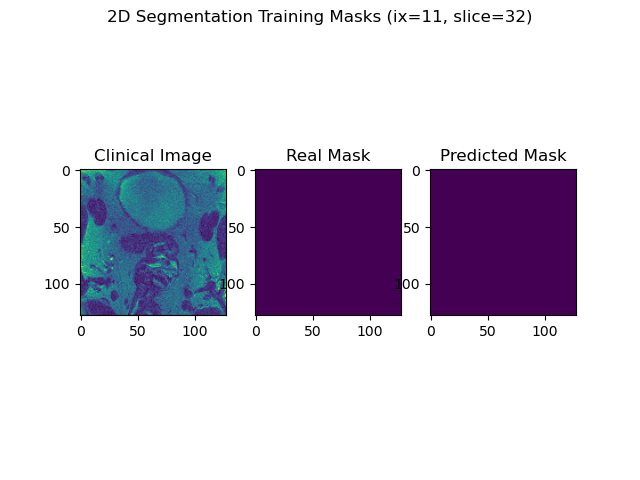 2D Segmentation Training Masks (ix=11, slice=32)
Clinical Image Real Mask Predicted Mask
0 0 0
50 50 50
100 100 100
0 50 100 0 50 100 0 50 100